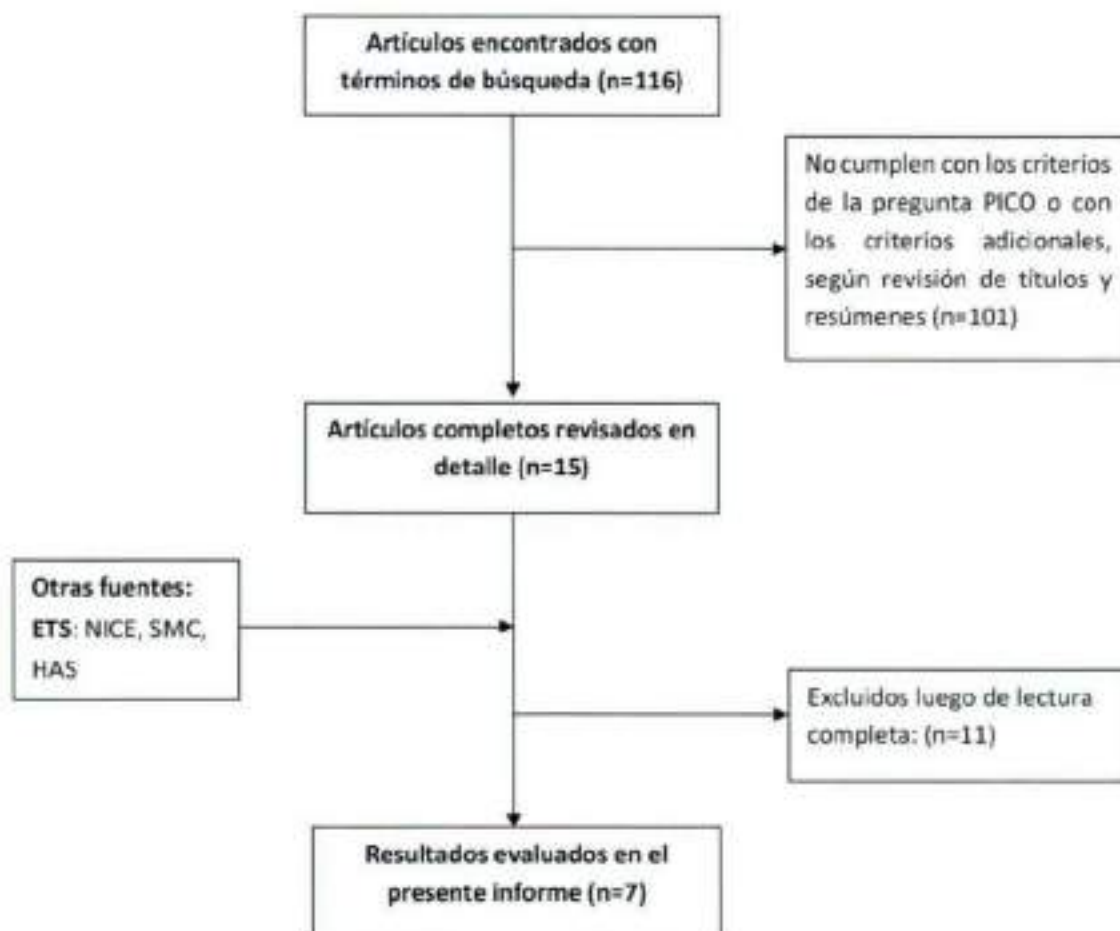 Artículos encontrados con
términos de búsqueda (n=116)
No cumplen con los criterios
de la pregunta PICO o con
los criterios adicionales,
según revisión de títulos y
resúmenes (n=101)
Artículos completos revisados en
detalle (n=15)
Otras fuentes:
ETS: NICE, SMC,
HAS
Excluidos luego de lectura
completa: (n=11)
Resultados evaluados en el
presente informe (n=7)